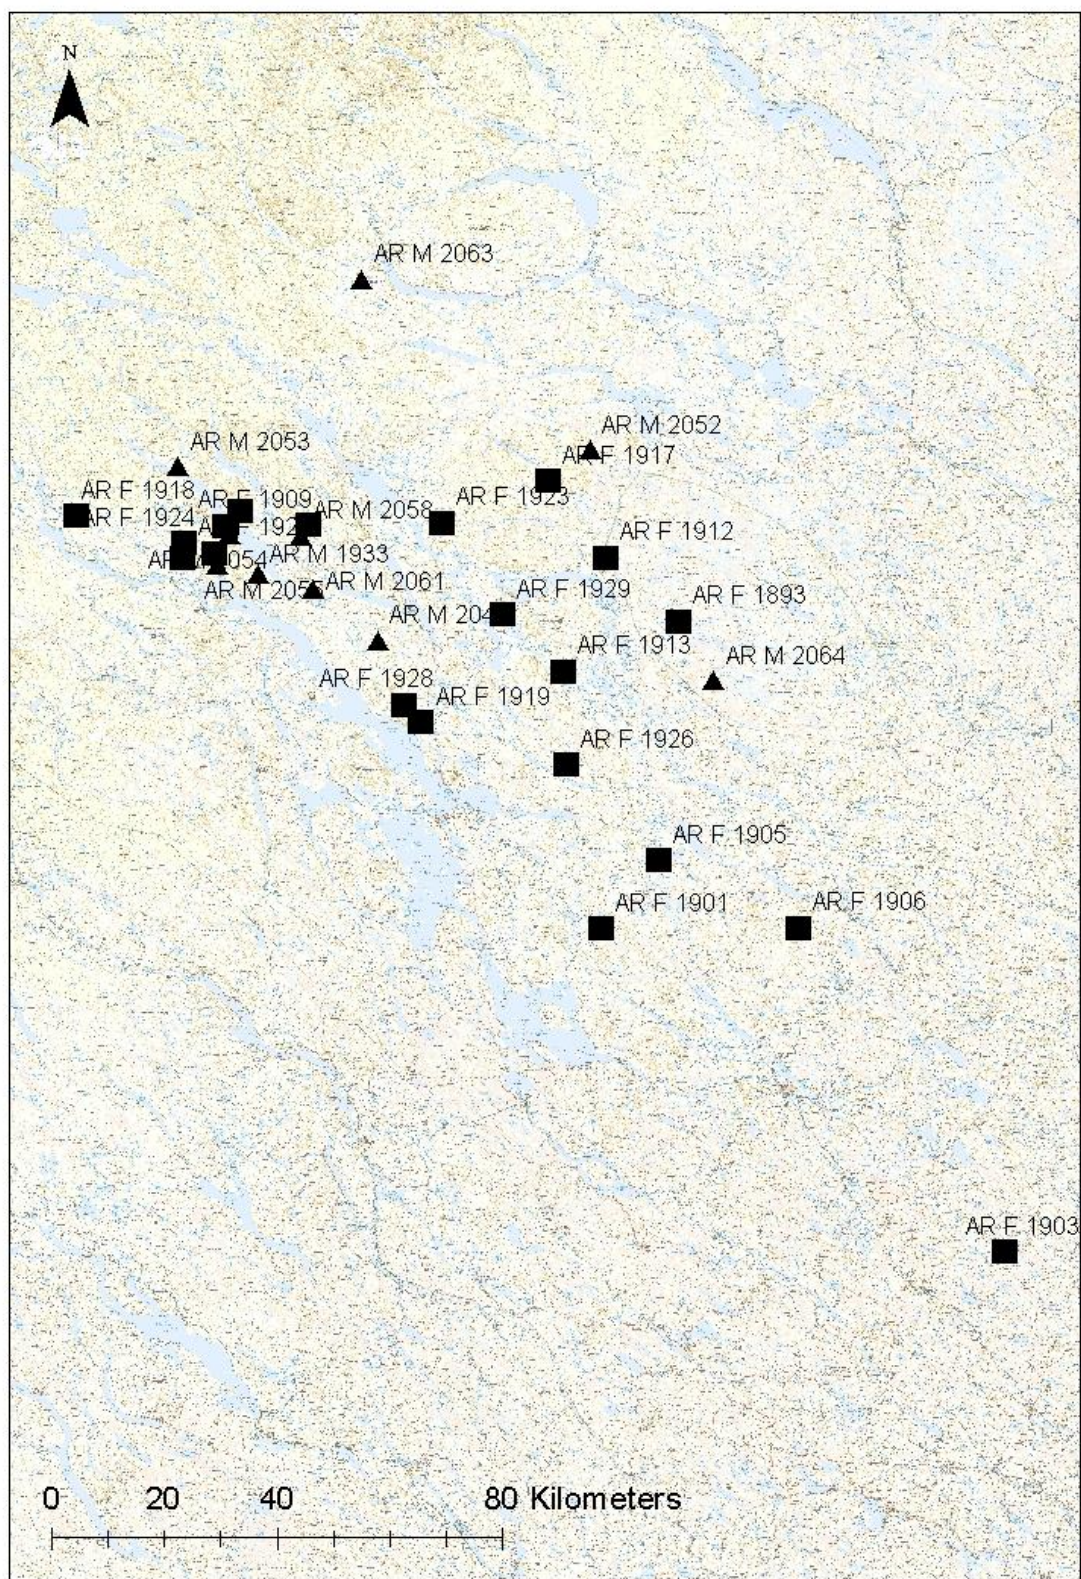 N
AR M 2063
AR M 2052
AR F 1917
AR M 2053
AR F 1918
AR F 1909
AR F 1923
AR M 2058
AR F 1924
AR F 1912
AR M 1933
AR M 2061
AR F 1929
AR F 1893
AR M 204
AR F 1913
AR M 2064
AR F 1928
AR F 1919
AR F 1926
AR F 1905
AR F 1901
AR F 1906
AR F 1903
0 20 40 80 Kilometers